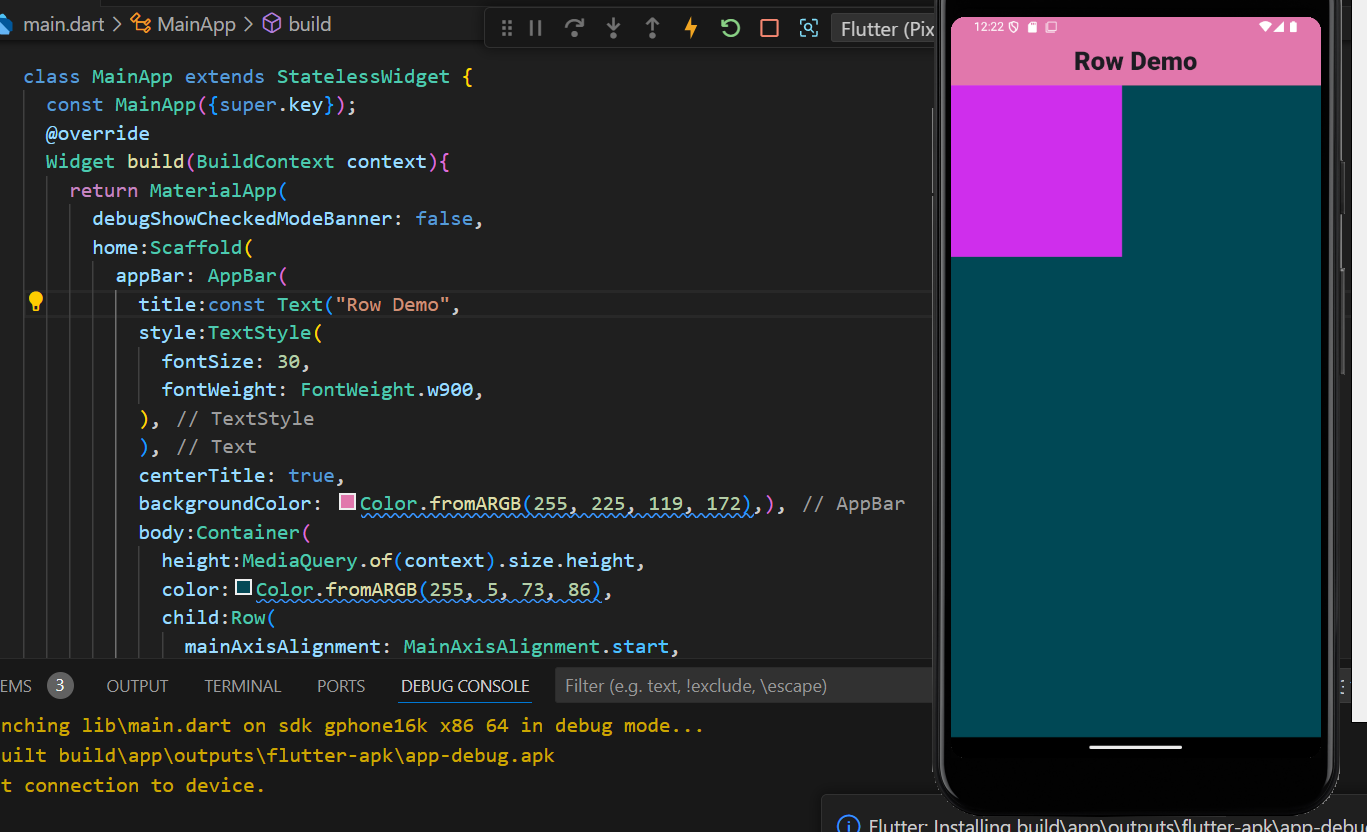 main.dart > MainApp > build
Flutter (Pix
class MainApp extends StatelessWidget {
const MainApp({super.key});
@override
Widget build(BuildContext context){
return MaterialApp(
debugShowCheckedModeBanner: false,
home:Scaffold(
appBar: AppBar(
title:const Text("Row Demo",
style:TextStyle(
fontSize: 30,
fontWeight: FontWeight.w900,
), // TextStyle
), // Text
centerTitle: true,
backgroundColor: Color.fromARGB(255, 225, 119, 172),), // AppBar
body:Container(
height:MediaQuery.of(context).size.height,
color:Color.fromARGB(255, 5, 73, 86),
child:Row(
mainAxisAlignment: MainAxisAlignment.start,
EMS 3 OUTPUT TERMINAL PORTS DEBUG CONSOLE Filter (e.g. text, !exclude, \escape)
nching lib\main.dart on sdk gphone16k x86 64 in debug mode...
uilt build\app\outputs\flutter-apk\app-debug.apk
t connection to device.
12:22
Row Demo
Flutter: Installing build\app\outputs\flutter-apk\app-debu